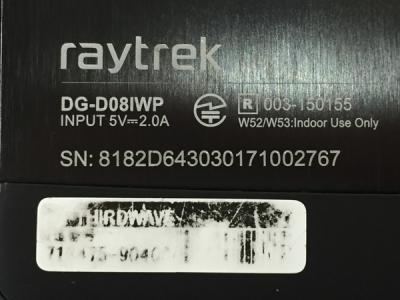 raytrek
DG-D08IWP
R 003-150155
INPUT 5V⎓2.0A
W52/W53:Indoor Use Only
SN: 8182D643030171002767
THIRDWAVE